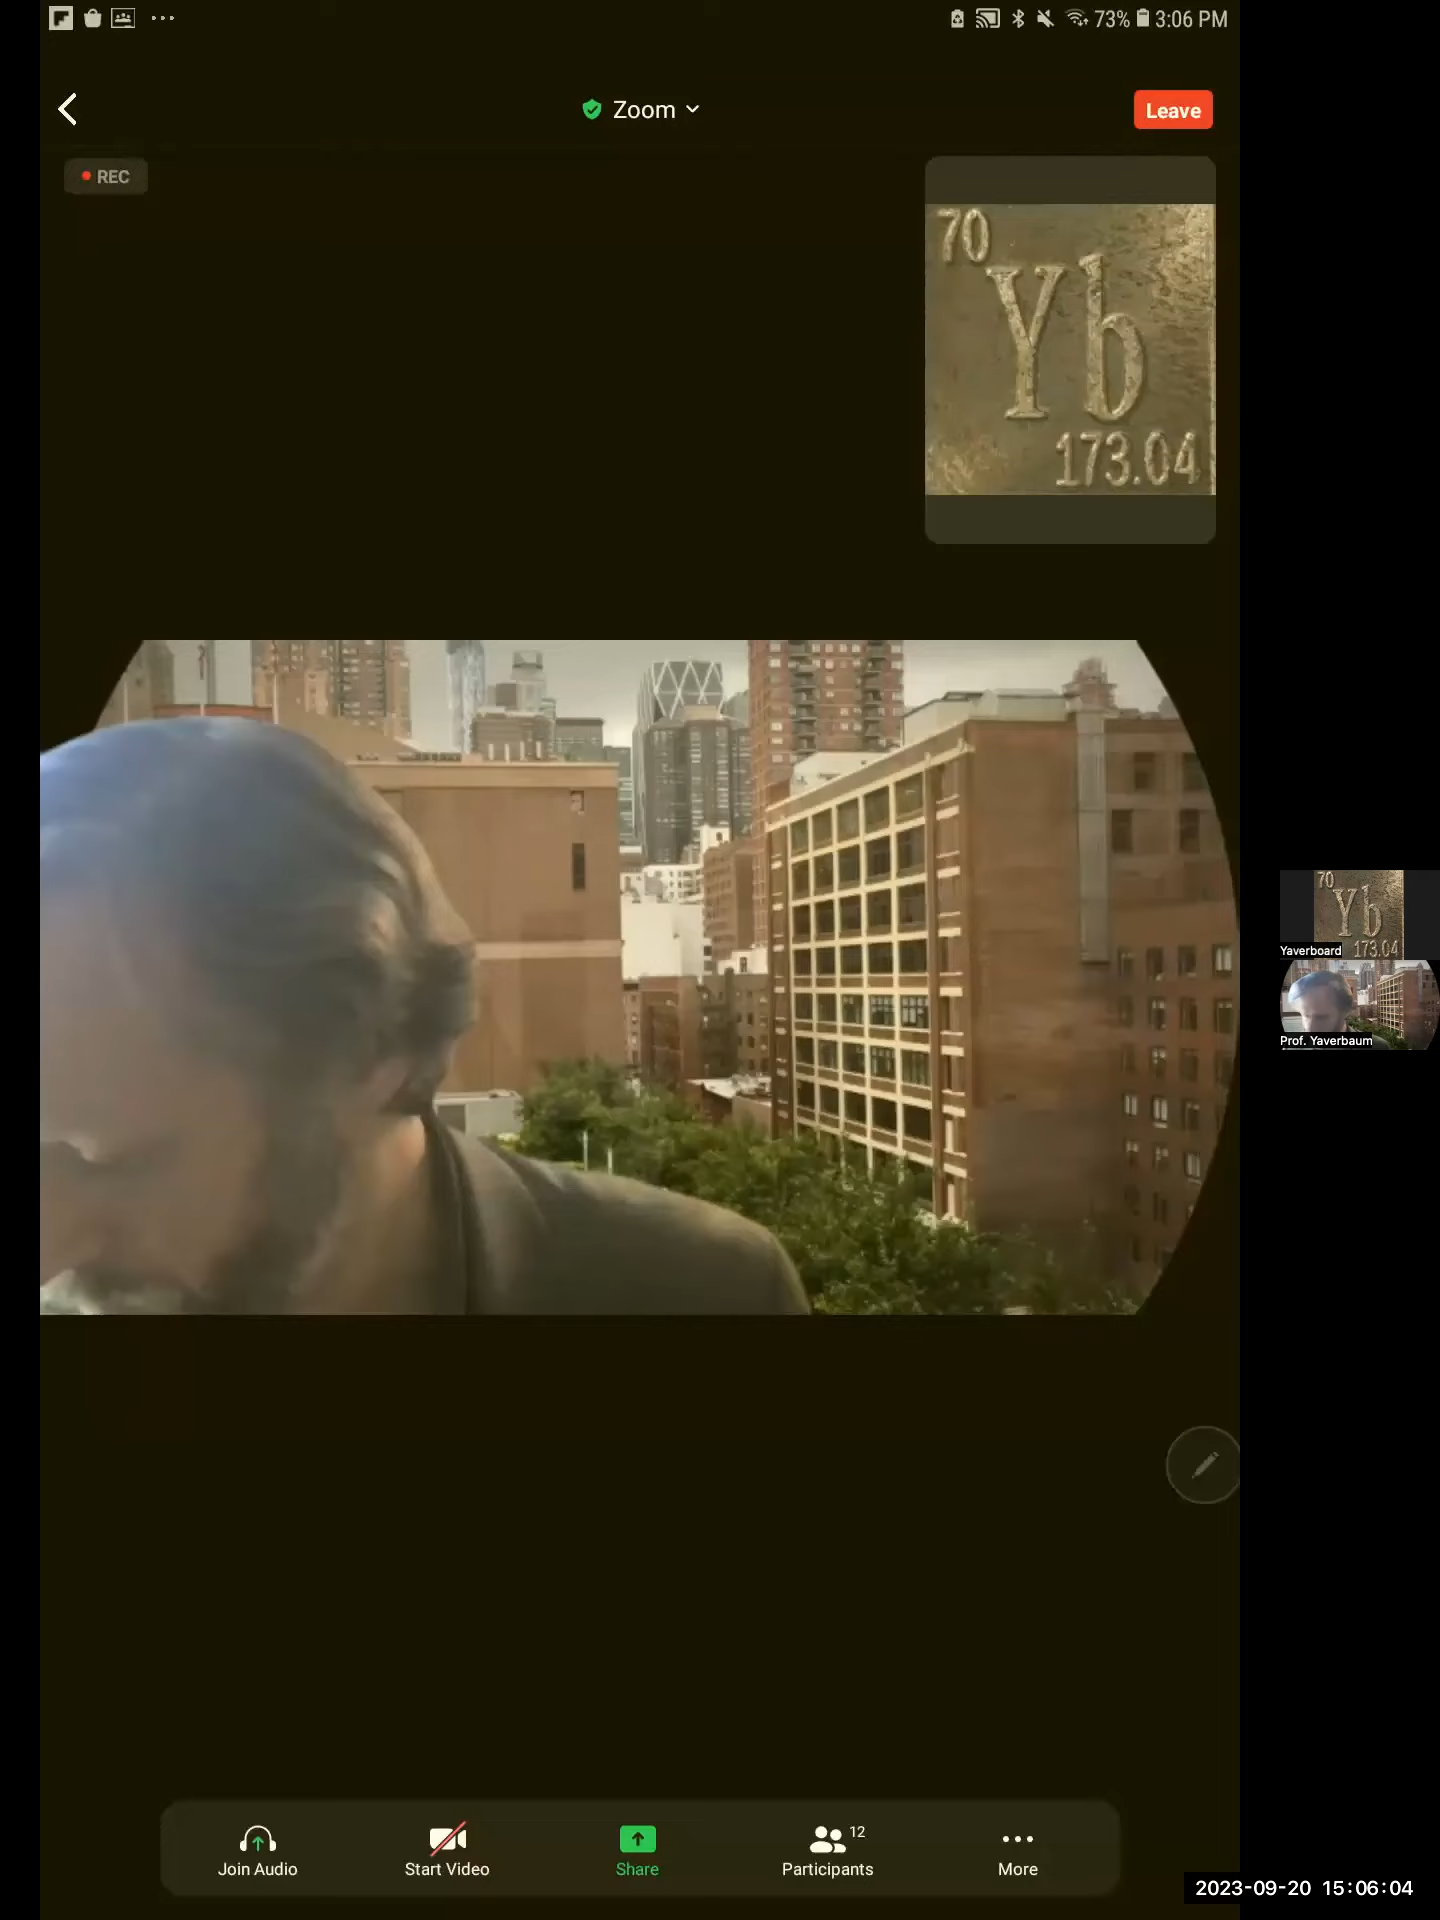 73% 3:06 PM
Zoom
Leave
REC
70
Yb
173.04
70
Yb
173.04
Yaverboard
Prof. Yaverbaum
12
Join Audio
Start Video
Share
Participants
More
2023-09-20 15:06:04